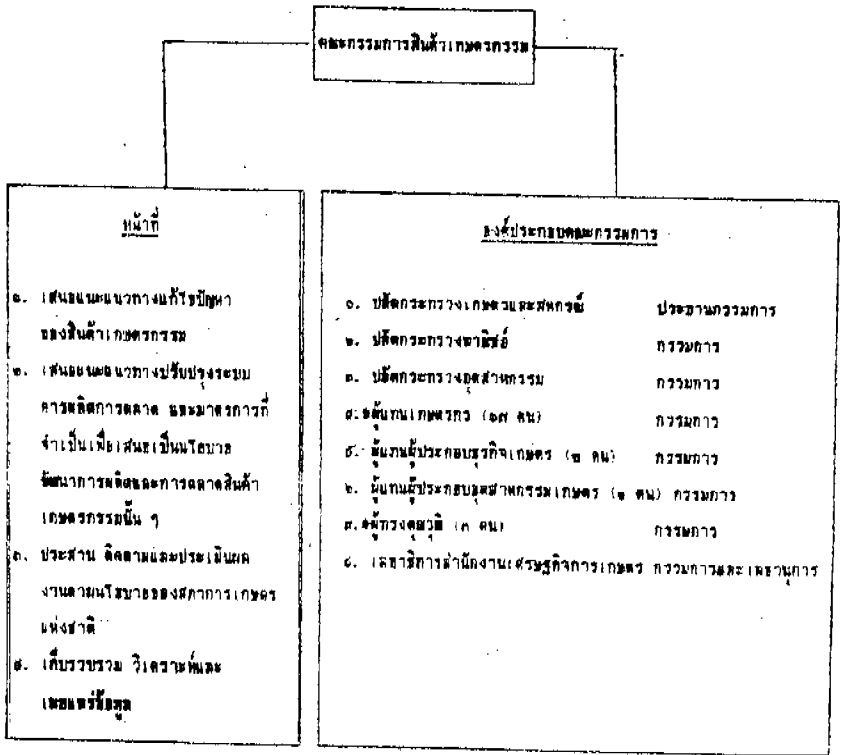 คณะกรรมการสินค้าเกษตรกรรม
หน้าที่
๑. เสนอแนะแนวทางแก้ไขปัญหา
ของสินค้าเกษตรกรรม
๒. เสนอแนะแนวทางปรับปรุงระบบ
การผลิตการตลาด และมาตรการที่
จำเป็นเพื่อเสนอเป็นนโยบาย
พัฒนาการผลิตและการตลาดสินค้า
เกษตรกรรมนั้น ๆ
๓. ประสาน ติดตามและประเมินผล
งานตามนโยบายของสภาการเกษตร
แห่งชาติ
๔. เก็บรวบรวม วิเคราะห์และ
เผยแพร่ข้อมูล
องค์ประกอบคณะกรรมการ
๑. ปลัดกระทรวงเกษตรและสหกรณ์ ประธานกรรมการ
๒. ปลัดกระทรวงพาณิชย์ กรรมการ
๓. ปลัดกระทรวงอุตสาหกรรม กรรมการ
๔. ผู้แทนเกษตรกร คน) กรรมการ
๕. ผู้แทนผู้ประกอบธุรกิจเกษตร (๒ คน) กรรมการ
๖. ผู้แทนผู้ประกอบอุตสาหกรรมเกษตร คน) กรรมการ
๗. ผู้ทรงคุณวุฒิ (๓ คน) กรรมการ
๘. เลขาธิการสำนักงานเศรษฐกิจการเกษตร กรรมการและเลขานุการ